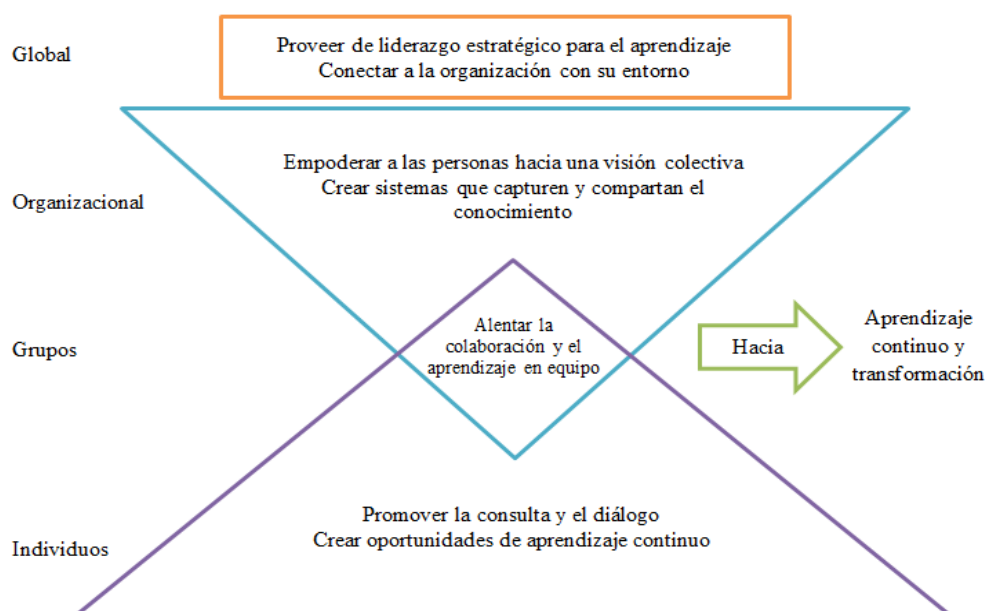 Global
Proveer de liderazgo estratégico para el aprendizaje
Conectar a la organización con su entorno
Organizacional
Empoderar a las personas hacia una visión colectiva
Crear sistemas que capturen y compartan el
conocimiento
Grupos
Alentar la
colaboración y el
aprendizaje en equipo
Hacia
Aprendizaje
continuo y
transformación
Individuos
Promover la consulta y el diálogo
Crear oportunidades de aprendizaje continuo